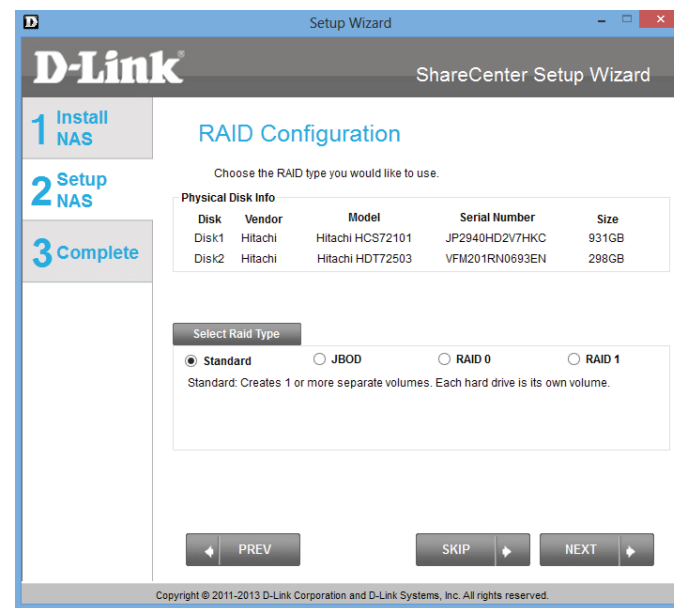 Setup Wizard
D-Link
ShareCenter Setup Wizard
1 Install NAS
2 Setup NAS
3 Complete
RAID Configuration
Choose the RAID type you would like to use.
Physical Disk Info
Disk Vendor Model Serial Number Size
Disk1 Hitachi Hitachi HCS72101 JP2940HD2V7HKC 931GB
Disk2 Hitachi Hitachi HDT72503 VFM201RN0693EN 298GB
Select Raid Type
Standard JBOD RAID 0 RAID 1
Standard: Creates 1 or more separate volumes. Each hard drive is its own volume.
PREV SKIP NEXT
Copyright © 2011-2013 D-Link Corporation and D-Link Systems, Inc. All rights reserved.